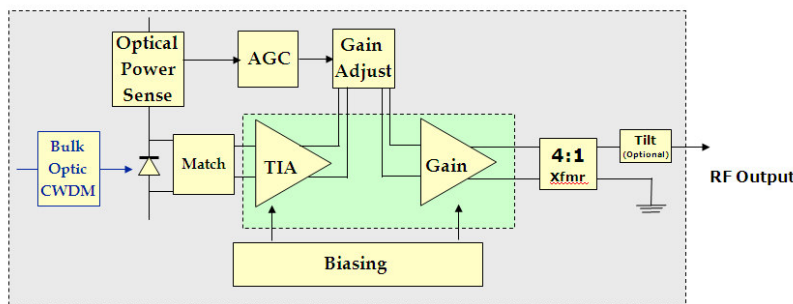 Optical
Power
Sense
AGC
Gain
Adjust
Bulk
Optic
CWDM
Match
TIA
Gain
4:1
Xfmr
Tilt
(Optional)
RF Output
Biasing